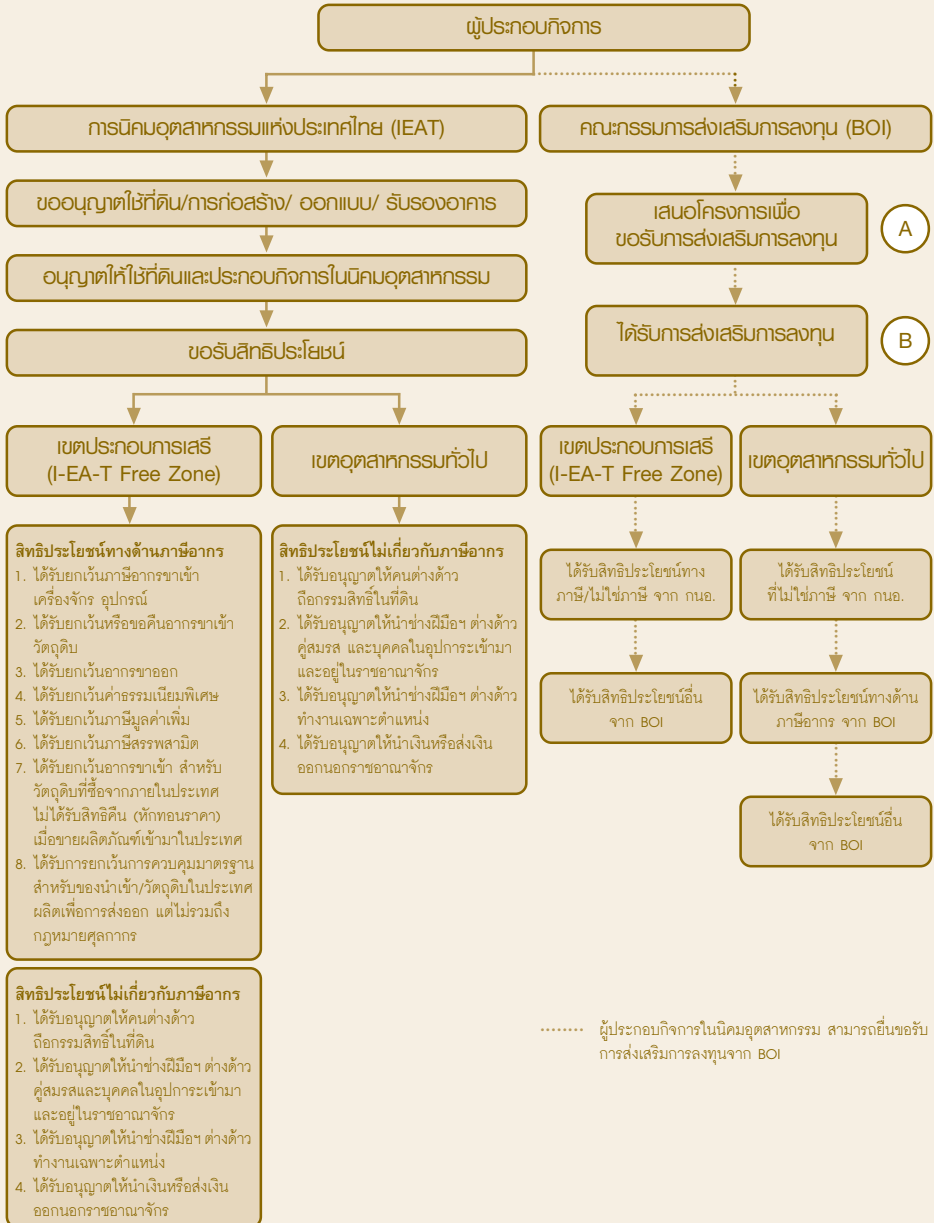 ผู้ประกอบกิจการ
การนิคมอุตสาหกรรมแห่งประเทศไทย (IEAT)
ขออนุญาตใช้ที่ดิน/การก่อสร้าง/ ออกแบบ/ รับรองอาคาร
อนุญาตให้ใช้ที่ดินและประกอบกิจการในนิคมอุตสาหกรรม
ขอรับสิทธิประโยชน์
เขตประกอบการเสรี
(I-EA-T Free Zone)
สิทธิประโยชน์ทางด้านภาษีอากร
1. ได้รับยกเว้นภาษีอากรขาเข้า
เครื่องจักร อุปกรณ์
2. ได้รับยกเว้นหรือขอคืนอากรขาเข้า
วัตถุดิบ
3. ได้รับยกเว้นอากรขาออก
4. ได้รับยกเว้นค่าธรรมเนียมพิเศษ
5. ได้รับยกเว้นภาษีมูลค่าเพิ่ม
6. ได้รับยกเว้นภาษีสรรพสามิต
7. ได้รับยกเว้นอากรขาเข้า สำหรับ
วัตถุดิบที่ซื้อจากภายในประเทศ
ไม่ได้รับสิทธิคืน (หักทอนราคา)
เมื่อขายผลิตภัณฑ์เข้ามาในประเทศ
8. ได้รับการยกเว้นการควบคุมมาตรฐาน
สำหรับของนำเข้า/วัตถุดิบในประเทศ
ผลิตเพื่อการส่งออก แต่ไม่รวมถึง
กฎหมายศุลกากร
สิทธิประโยชน์ไม่เกี่ยวกับภาษีอากร
1. ได้รับอนุญาตให้คนต่างด้าว
ถือกรรมสิทธิ์ในที่ดิน
2. ได้รับอนุญาตให้นำช่างฝีมือฯ ต่างด้าว
คู่สมรสและบุคคลในอุปการะเข้ามา
และอยู่ในราชอาณาจักร
3. ได้รับอนุญาตให้นำช่างฝีมือฯ ต่างด้าว
ทำงานเฉพาะตำแหน่ง
4. ได้รับอนุญาตให้นำเงินหรือส่งเงิน
ออกนอกราชอาณาจักร
เขตอุตสาหกรรมทั่วไป
สิทธิประโยชน์ไม่เกี่ยวกับภาษีอากร
1. ได้รับอนุญาตให้คนต่างด้าว
ถือกรรมสิทธิ์ในที่ดิน
2. ได้รับอนุญาตให้นำช่างฝีมือฯ ต่างด้าว
คู่สมรส และบุคคลในอุปการะเข้ามา
และอยู่ในราชอาณาจักร
3. ได้รับอนุญาตให้นำช่างฝีมือฯ ต่างด้าว
ทำงานเฉพาะตำแหน่ง
4. ได้รับอนุญาตให้นำเงินหรือส่งเงิน
ออกนอกราชอาณาจักร
คณะกรรมการส่งเสริมการลงทุน (BOI)
เสนอโครงการเพื่อ
ขอรับการส่งเสริมการลงทุน
A
ได้รับการส่งเสริมการลงทุน
B
เขตประกอบการเสรี
(I-EA-T Free Zone)
ได้รับสิทธิประโยชน์ทาง
ภาษี/ไม่ใช่ภาษี จาก กนอ.
ได้รับสิทธิประโยชน์อื่น
จาก BOI
เขตอุตสาหกรรมทั่วไป
ได้รับสิทธิประโยชน์
ที่ไม่ใช่ภาษี จาก กนอ.
ได้รับสิทธิประโยชน์ทางด้าน
ภาษีอากร จาก BOI
ได้รับสิทธิประโยชน์อื่น
จาก BOI
ผู้ประกอบกิจการในนิคมอุตสาหกรรม สามารถยื่นขอรับ
การส่งเสริมการลงทุนจาก BOI